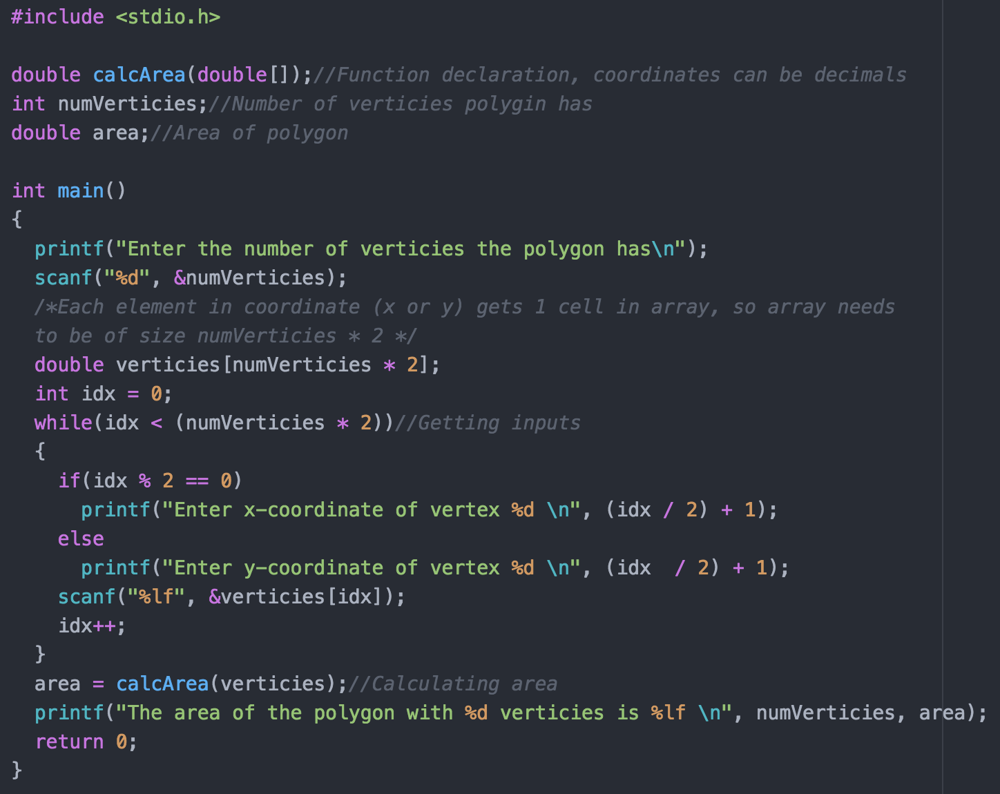 #include <stdio.h>
double calcArea(double[]);//Function declaration, coordinates can be decimals
int numVerticies;//Number of verticies polygin has
double area;//Area of polygon
int main()
{
  printf("Enter the number of verticies the polygon has\n");
  scanf("%d", &numVerticies);
  /*Each element in coordinate (x or y) gets 1 cell in array, so array needs
  to be of size numVerticies * 2 */
  double verticies[numVerticies * 2];
  int idx = 0;
  while(idx < (numVerticies * 2))//Getting inputs
  {
    if(idx % 2 == 0)
      printf("Enter x-coordinate of vertex %d \n", (idx / 2) + 1);
    else
      printf("Enter y-coordinate of vertex %d \n", (idx  / 2) + 1);
    scanf("%lf", &verticies[idx]);
    idx++;
  }
  area = calcArea(verticies);//Calculating area
  printf("The area of the polygon with %d verticies is %lf \n", numVerticies, area);
  return 0;
}